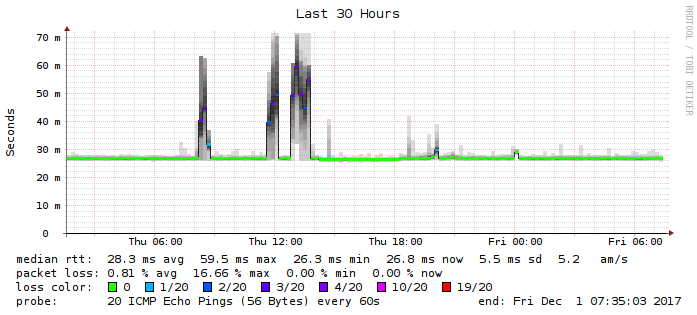 Last 30 Hours
RRDTOOL / TOBI OETIKER
Seconds
70 m
60 m
50 m
40 m
30 m
20 m
10 m
0
Thu 06:00 Thu 12:00 Thu 18:00 Fri 00:00 Fri 06:00
median rtt: 28.3 ms avg 59.5 ms max 26.3 ms min 26.8 ms now 5.5 ms sd 5.2 am/s
packet loss: 0.81 % avg 16.66 % max 0.00 % min 0.00 % now
loss color: 0 1/20 2/20 3/20 4/20 10/20 19/20
probe: 20 ICMP Echo Pings (56 Bytes) every 60s end: Fri Dec 1 07:35:03 2017